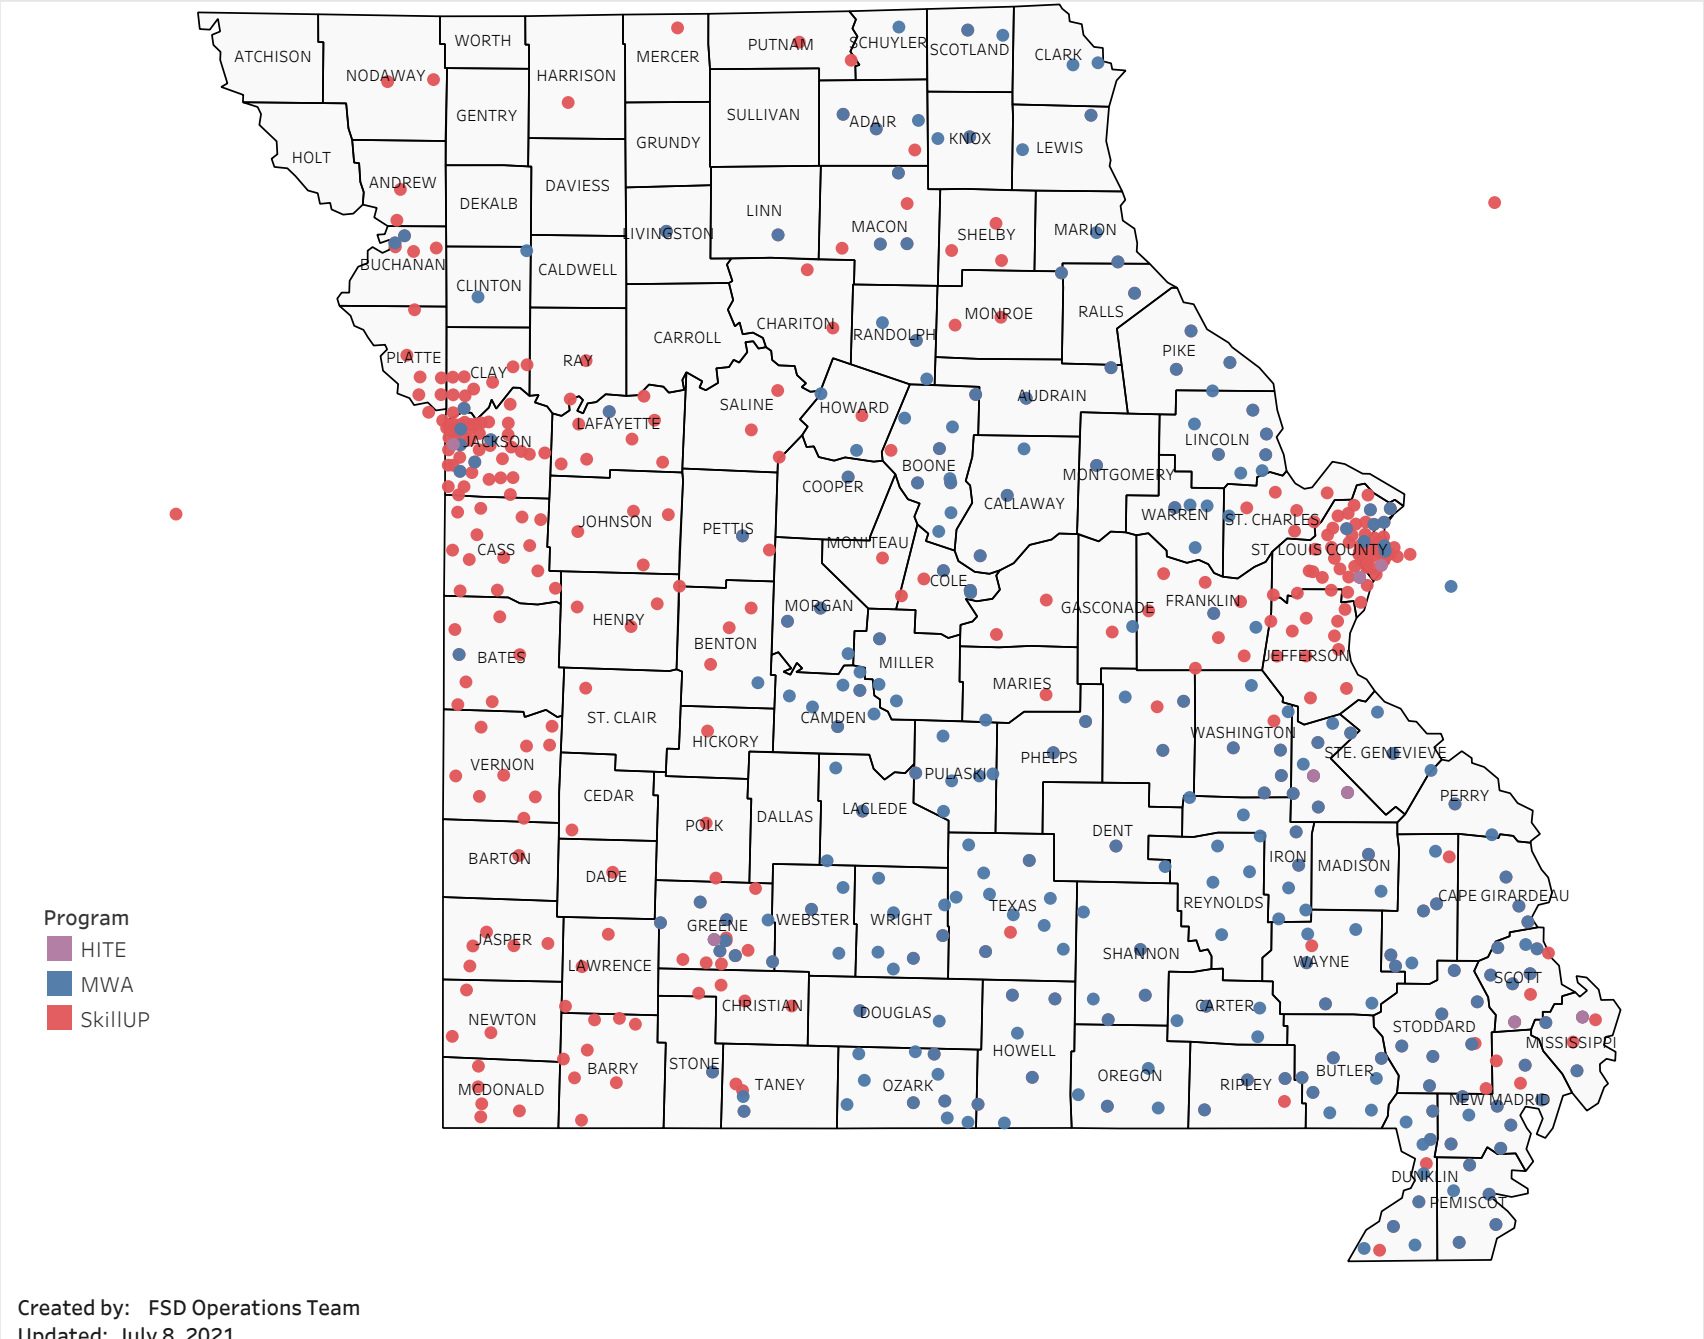 ATCHISON
WORTH
NODAWAY
HARRISON
MERCER
PUTNAM
SCHUYLER
SCOTLAND
CLARK
GENTRY
SULLIVAN
ADAIR
KNOX
LEWIS
GRUNDY
HOLT
ANDREW
DEKALB
DAVIESS
LINN
MACON
SHELBY
MARION
LIVINGSTON
BUCHANAN
CLINTON
CALDWELL
CHARITON
RANDOLPH
MONROE
RALLS
CARROLL
PIKE
PLATTE
CLAY
RAY
AUDRAIN
SALINE
HOWARD
LAFAYETTE
JACKSON
BOONE
LINCOLN
MONTGOMERY
COOPER
CALLAWAY
WARREN
ST. CHARLES
JOHNSON
PETTIS
MONITEAU
CASS
ST. LOUIS COUNTY
COLE
MORGAN
GASCONADE
FRANKLIN
HENRY
BENTON
BATES
MILLER
JEFFERSON
MARIES
ST. CLAIR
CAMDEN
HICKORY
WASHINGTON
STE. GENEVIEVE
PHELPS
VERNON
PULASKI
CEDAR
POLK
DALLAS
LACLEDE
PERRY
DENT
BARTON
DADE
IRON
MADISON
CAPE GIRARDEAU
REYNOLDS
TEXAS
WEBSTER
WRIGHT
GREENE
JASPER
LAWRENCE
SHANNON
WAYNE
SCOTT
CHRISTIAN
DOUGLAS
CARTER
NEWTON
STODDARD
MISSISSIPPI
HOWELL
STONE
BARRY
TANEY
OZARK
OREGON
RIPLEY
BUTLER
MCDONALD
NEW MADRID
DUNKLIN
PEMISCOT
Program
HITE
MWA
SkillUP
Created by: FSD Operations Team
Updated: July 8, 2021